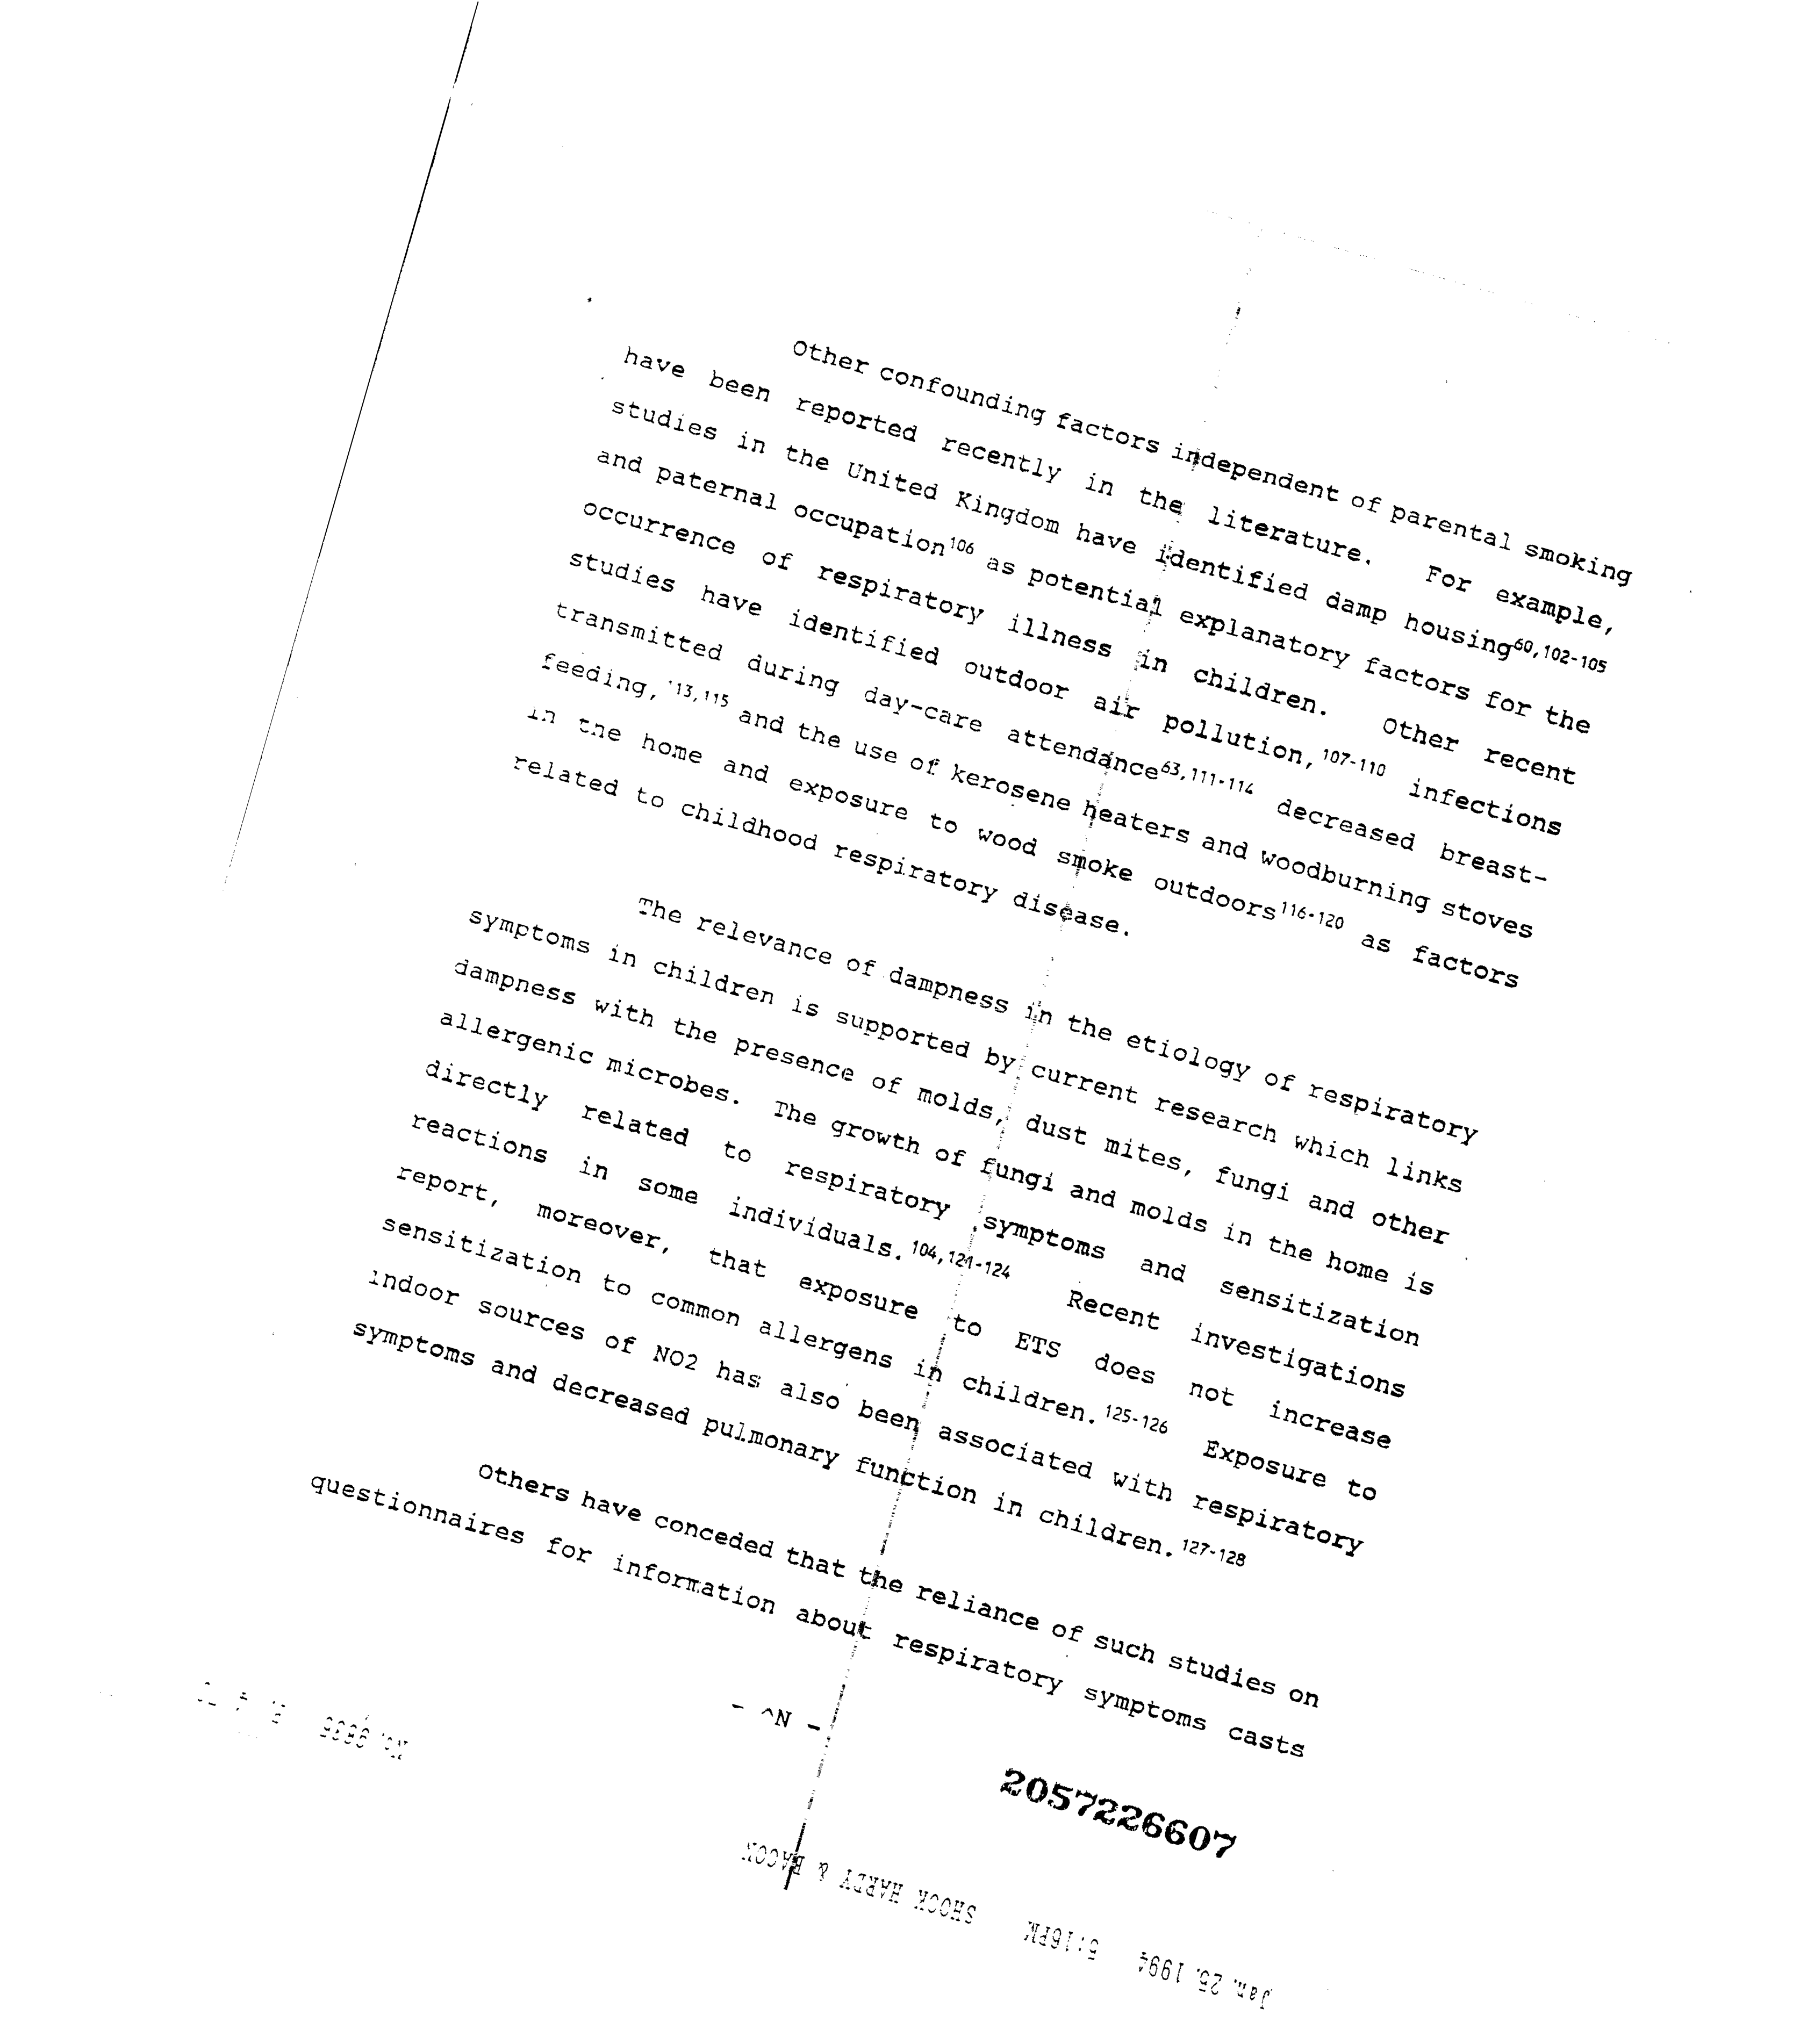 Other confounding factors independent of parental smoking
have been reported recently in the literature. For example,
studies in the United Kingdom have identified damp housing60,102-105
and paternal occupation106 as potential explanatory factors for the
occurrence of respiratory illness in children. Other recent
studies have identified outdoor air pollution,107-110 infections
transmitted during day-care attendance63,111-114 decreased breast-
feeding,113,115 and the use of kerosene heaters and woodburning stoves
in the home and exposure to wood smoke outdoors116-120 as factors
related to childhood respiratory disease.
The relevance of dampness in the etiology of respiratory
symptoms in children is supported by current research which links
dampness with the presence of molds, dust mites, fungi and other
allergenic microbes. The growth of fungi and molds in the home is
directly related to respiratory symptoms and sensitization
reactions in some individuals.104,121-124 Recent investigations
report, moreover, that exposure to ETS does not increase
sensitization to common allergens in children.125-126 Exposure to
indoor sources of NO2 has also been associated with respiratory
symptoms and decreased pulmonary function in children.127-128
Others have conceded that the reliance of such studies on
questionnaires for information about respiratory symptoms casts
- ^N -
2057226607
Jan. 25. 1994 5:16PM SHOOK HARDY & BACON
No. 9835